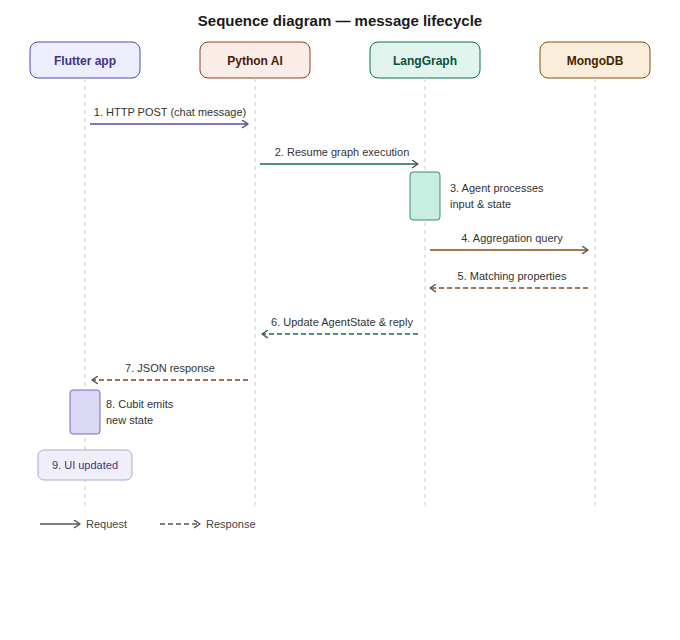 Sequence diagram — message lifecycle
Flutter app
Python AI
LangGraph
MongoDB
1. HTTP POST (chat message)
2. Resume graph execution
3. Agent processes
input & state
4. Aggregation query
5. Matching properties
6. Update AgentState & reply
7. JSON response
8. Cubit emits
new state
9. UI updated
Request
Response